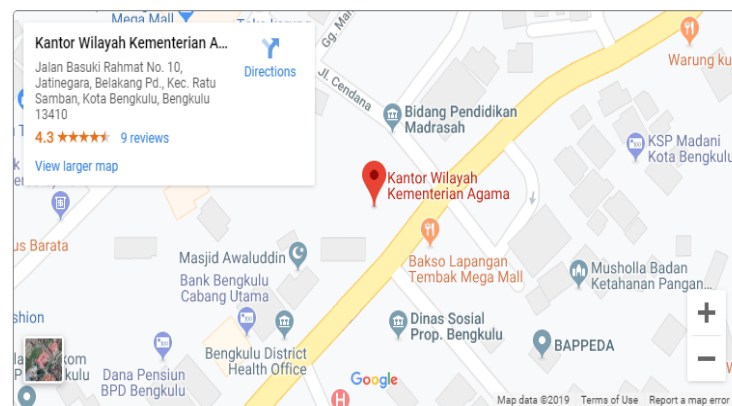 Mega Mall
Kantor Wilayah Kementerian A...
Directions
Jalan Basuki Rahmat No. 10,
Jatinegara, Belakang Pd., Kec. Ratu
Samban, Kota Bengkulu, Bengkulu
13410
4.3
9 reviews
View larger map
Gg. Ma
Jl. Cendana
Warung ku
Bidang Pendidikan
Madrasah
KSP Madani
Kota Bengkulu
Kantor Wilayah
Kementerian Agama
us Barata
Masjid Awaluddin
Bakso Lapangan
Tembak Mega Mall
Musholla Badan
Ketahanan Pangan...
Bank Bengkulu
Cabang Utama
shion
Dinas Sosial
Prop. Bengkulu
BAPPEDA
Bengkulu District
Health Office
kom
kulu
Dana Pensiun
BPD Bengkulu
Google
H
+
−
Map data ©2019
Terms of Use
Report a map error